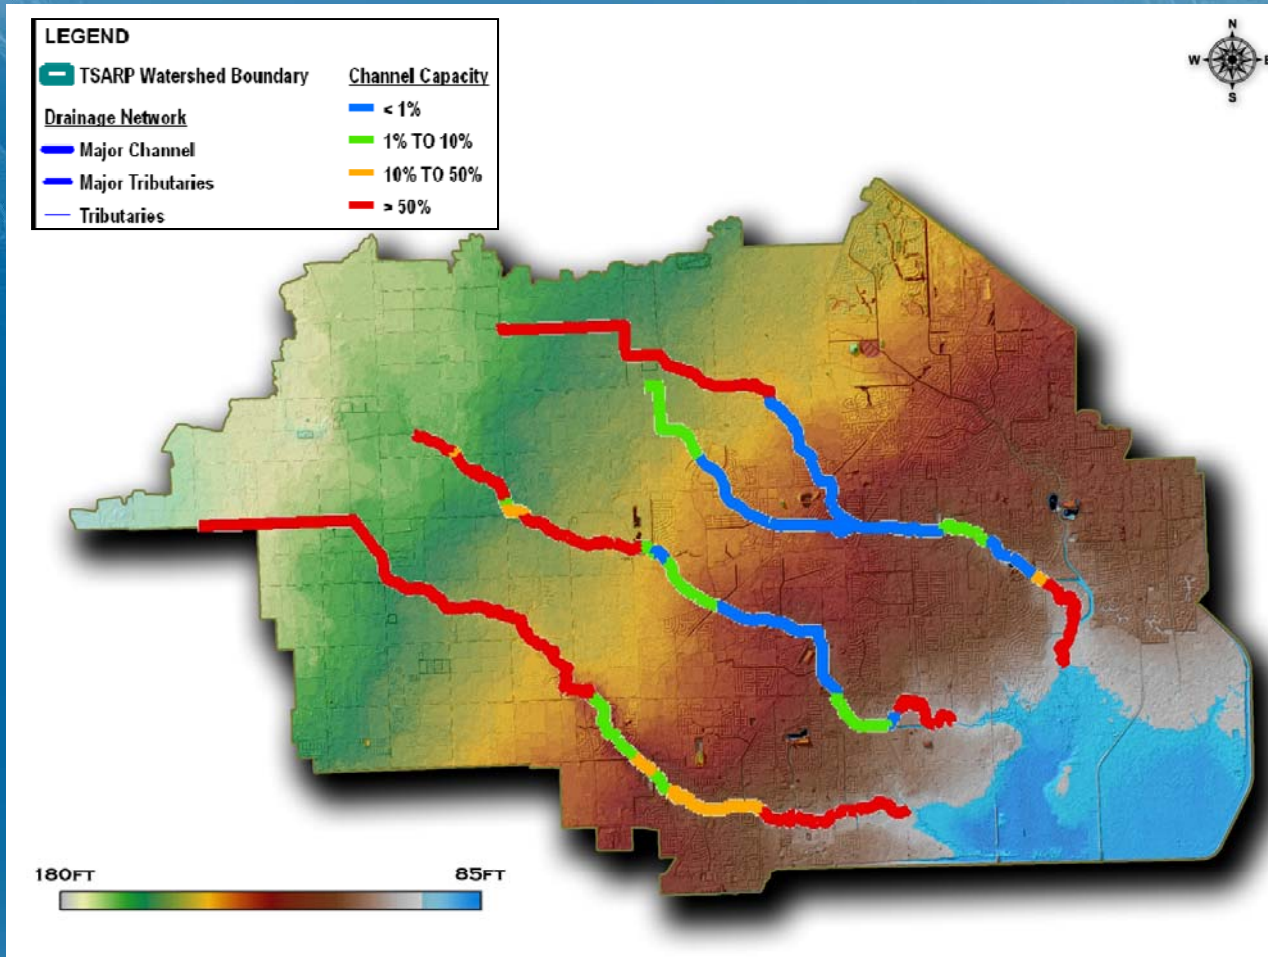 LEGEND
TSARP Watershed Boundary
Drainage Network
Major Channel
Major Tributaries
Tributaries
Channel Capacity
< 1%
1% TO 10%
10% TO 50%
> 50%
N
W E
S
180FT 85FT